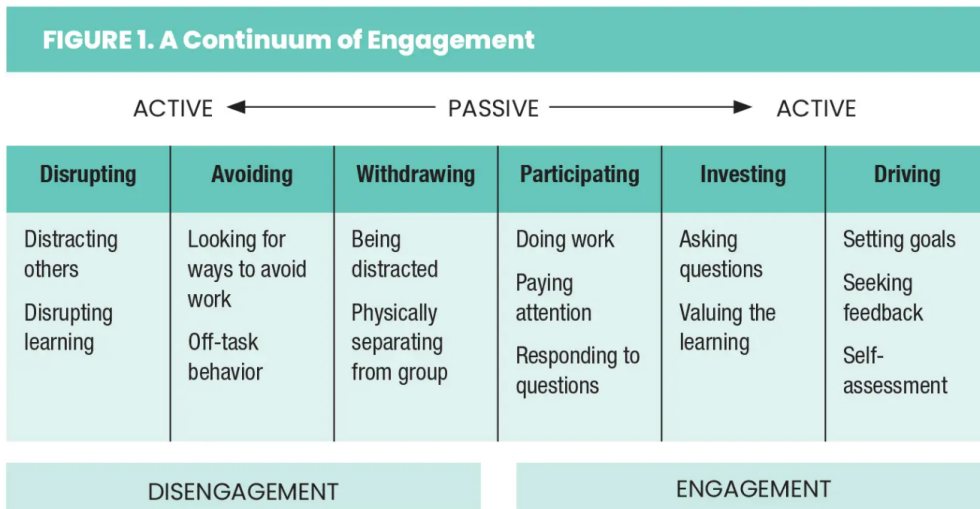 FIGURE 1. A Continuum of Engagement
ACTIVE PASSIVE ACTIVE
Disrupting
Distracting
others
Disrupting
learning
Avoiding
Looking for
ways to avoid
work
Off-task
behavior
Withdrawing
Being
distracted
Physically
separating
from group
Participating
Doing work
Paying
attention
Responding to
questions
Investing
Asking
questions
Valuing the
learning
Driving
Setting goals
Seeking
feedback
Self-
assessment
DISENGAGEMENT
ENGAGEMENT